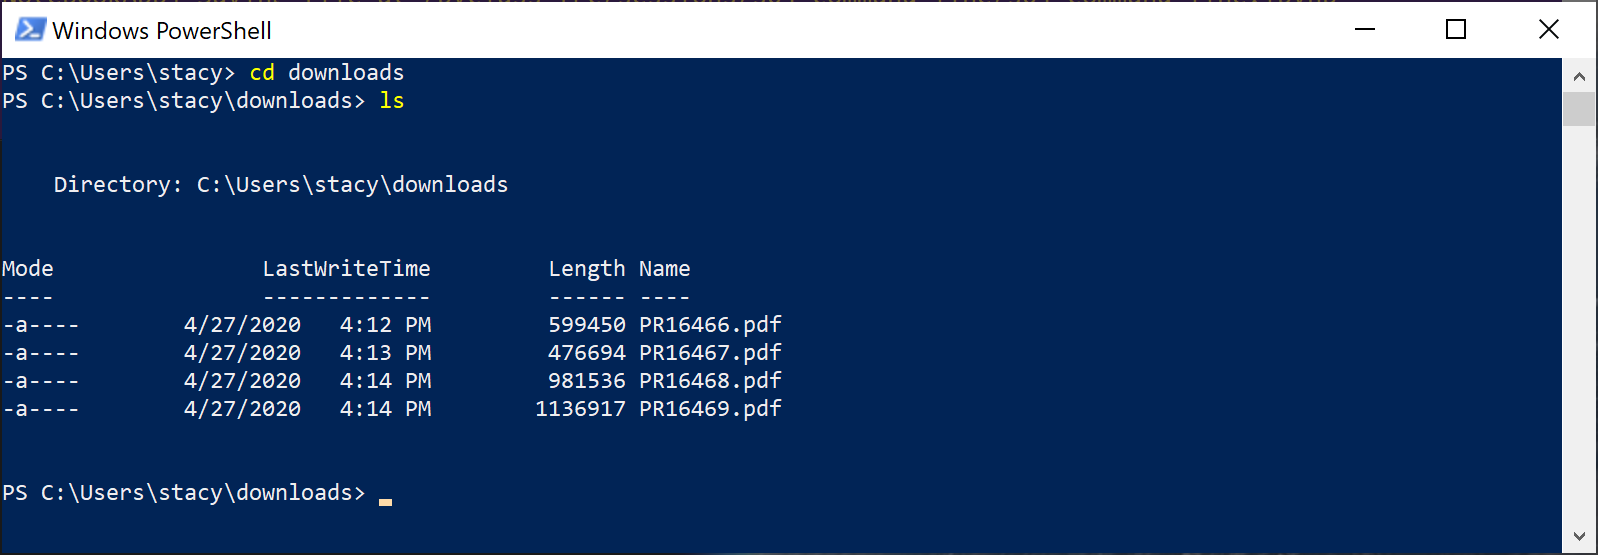 Windows PowerShell
PS C:\Users\stacy> cd downloads
PS C:\Users\stacy\downloads> ls
Directory: C:\Users\stacy\downloads
Mode                LastWriteTime         Length Name
----                -------------         ------ ----
-a----        4/27/2020   4:12 PM         599450 PR16466.pdf
-a----        4/27/2020   4:13 PM         476694 PR16467.pdf
-a----        4/27/2020   4:14 PM         981536 PR16468.pdf
-a----        4/27/2020   4:14 PM        1136917 PR16469.pdf
PS C:\Users\stacy\downloads>